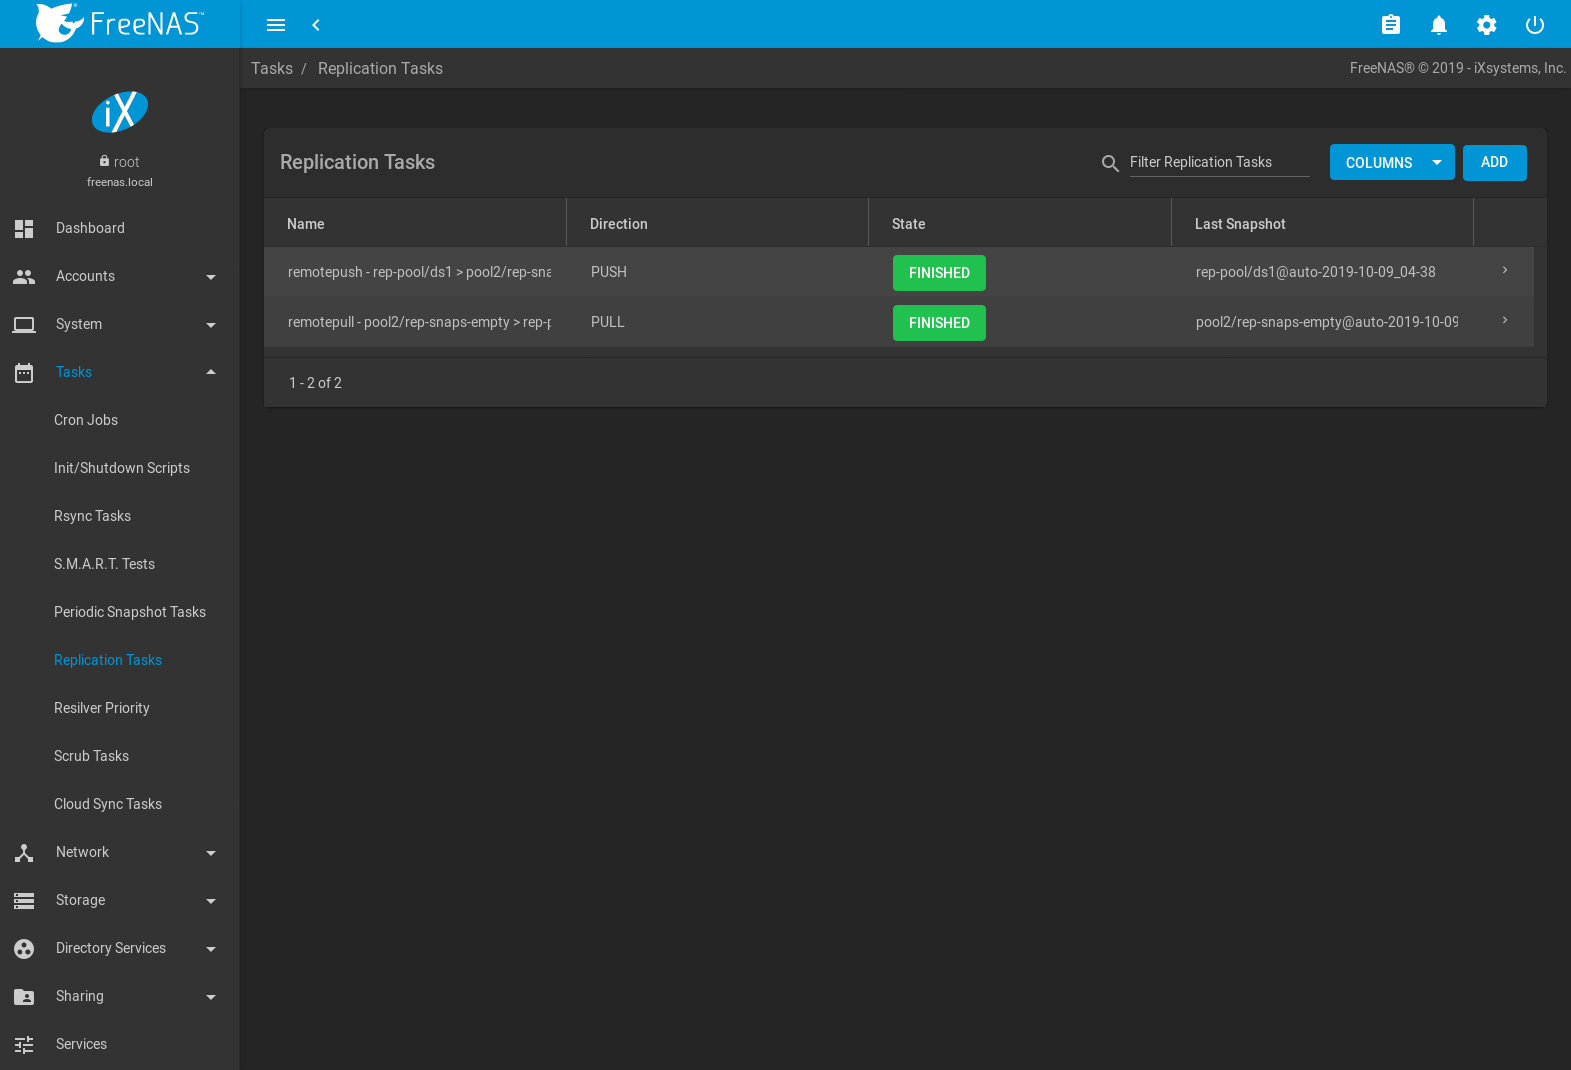 FreeNAS™
Tasks / Replication Tasks
FreeNAS® © 2019 - iXsystems, Inc.
iX
root
freenas.local
Dashboard
Accounts
System
Tasks
Cron Jobs
Init/Shutdown Scripts
Rsync Tasks
S.M.A.R.T. Tests
Periodic Snapshot Tasks
Replication Tasks
Resilver Priority
Scrub Tasks
Cloud Sync Tasks
Network
Storage
Directory Services
Sharing
Services
Replication Tasks
Filter Replication Tasks
COLUMNS
ADD
Name Direction State Last Snapshot
remotepush - rep-pool/ds1 > pool2/rep-sna PUSH FINISHED rep-pool/ds1@auto-2019-10-09_04-38
remotepull - pool2/rep-snaps-empty > rep-p PULL FINISHED pool2/rep-snaps-empty@auto-2019-10-09
1 - 2 of 2